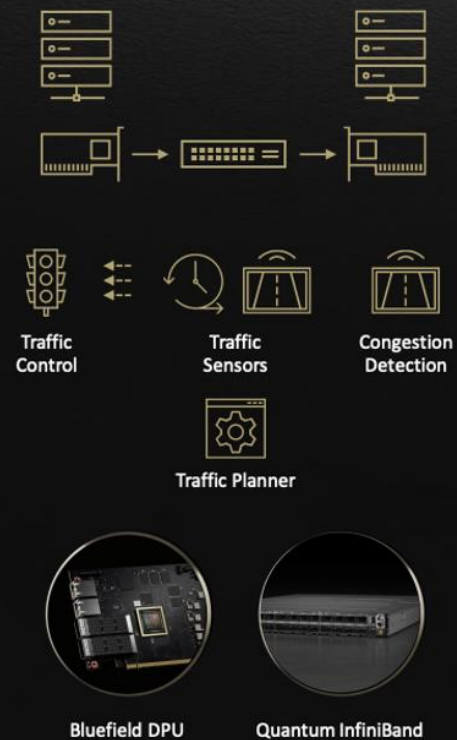 Traffic
Control
Traffic
Sensors
Congestion
Detection
Traffic Planner
Bluefield DPU
Quantum InfiniBand